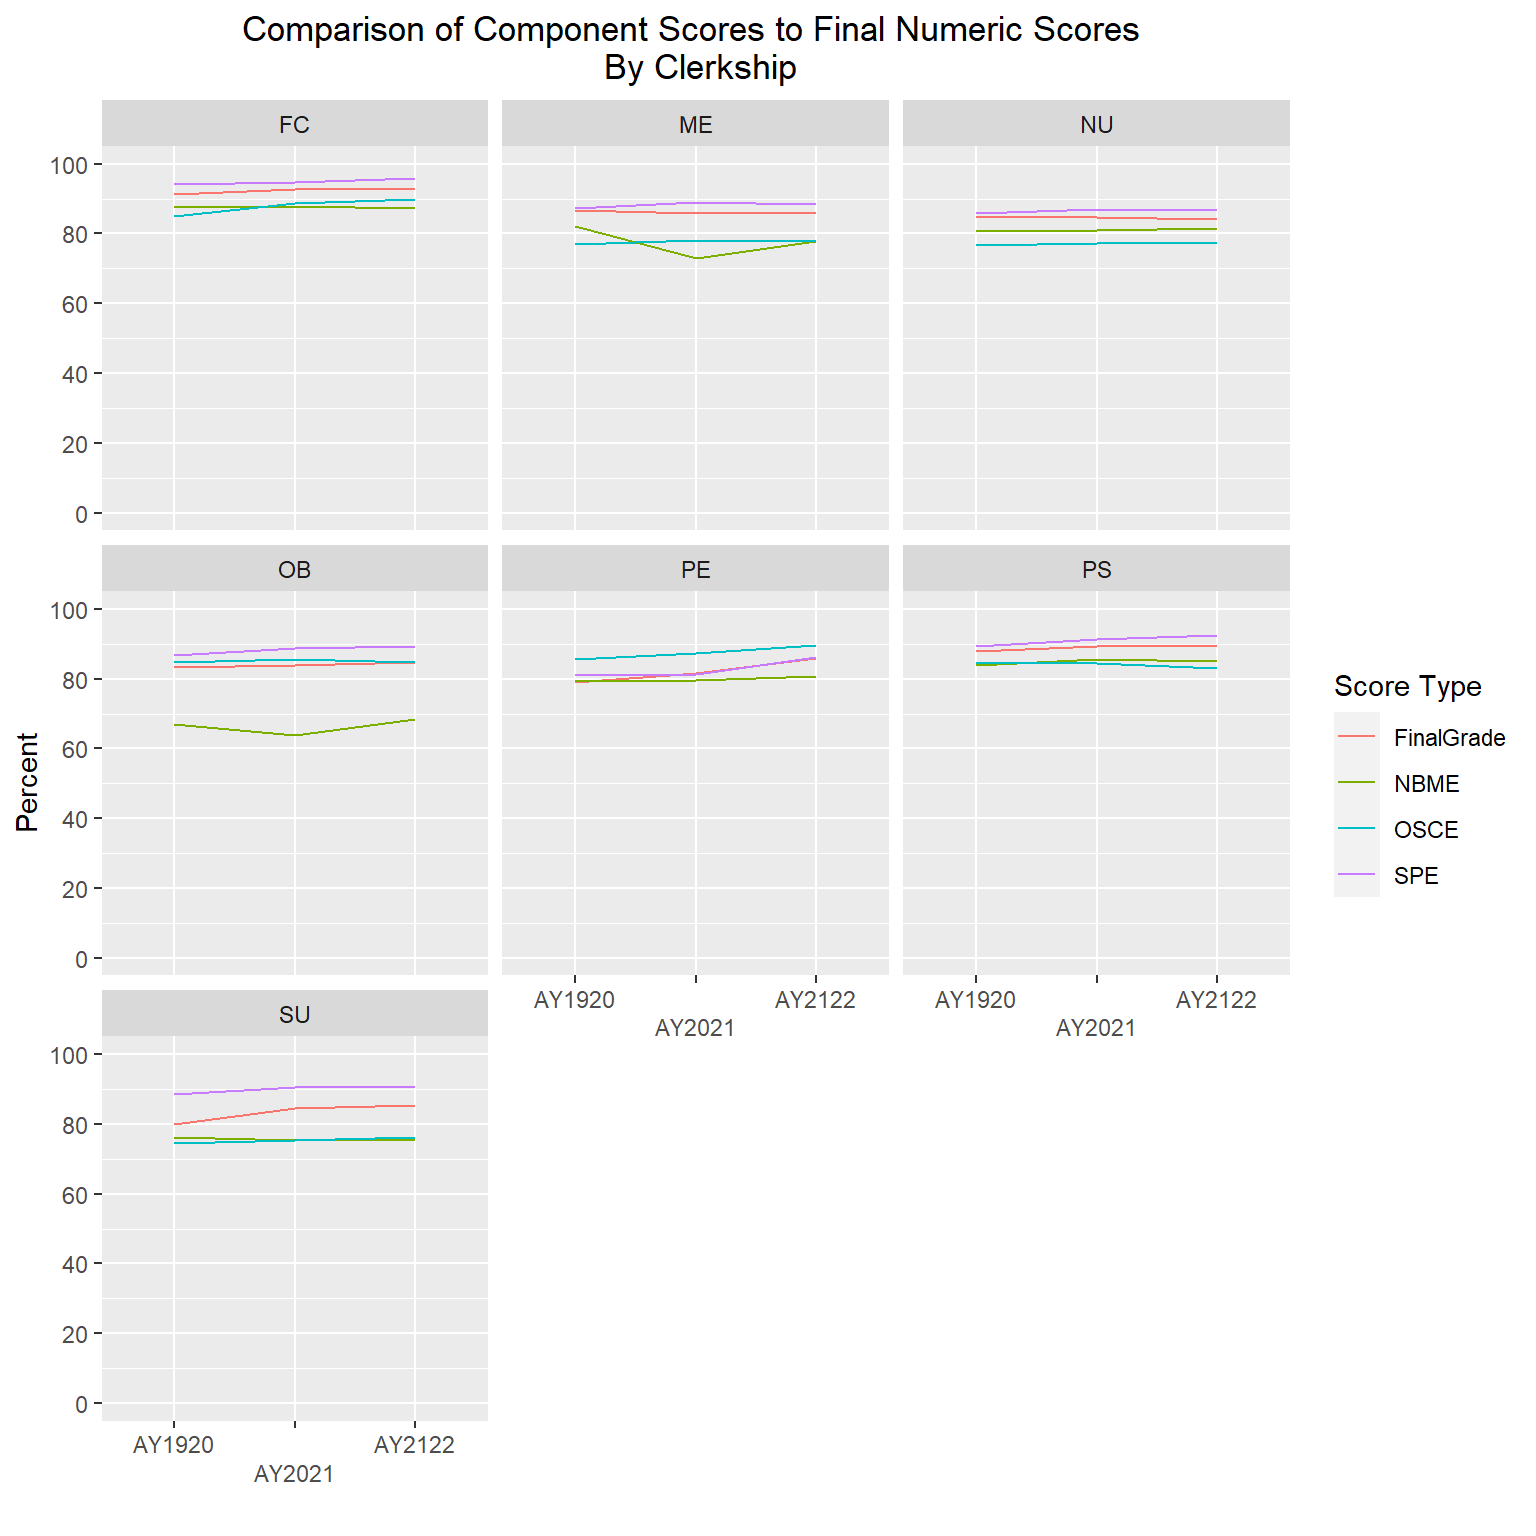 Comparison of Component Scores to Final Numeric Scores
By Clerkship
FC
ME
NU
100
80
60
40
20
0
OB
PE
PS
100
80
60
40
20
0
Percent
AY1920
AY2122
AY1920
AY2122
AY2021
AY2021
SU
100
80
60
40
20
0
AY1920
AY2122
AY2021
Score Type
FinalGrade
NBME
OSCE
SPE